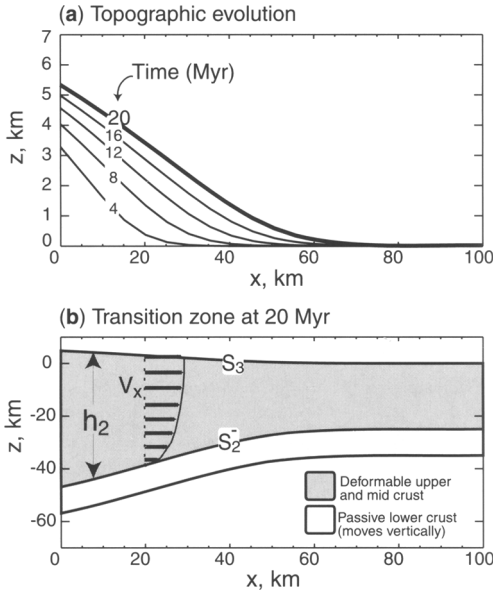 (a) Topographic evolution
7
6
5
4
3
2
1
0
z, km
Time (Myr)
20
16
12
8
4
0 20 40 60 80 100
x, km
(b) Transition zone at 20 Myr
0
-20
-40
-60
z, km
S3
Vx
h2
S2-
Deformable upper
and mid crust
Passive lower crust
(moves vertically)
0 20 40 60 80 100
x, km